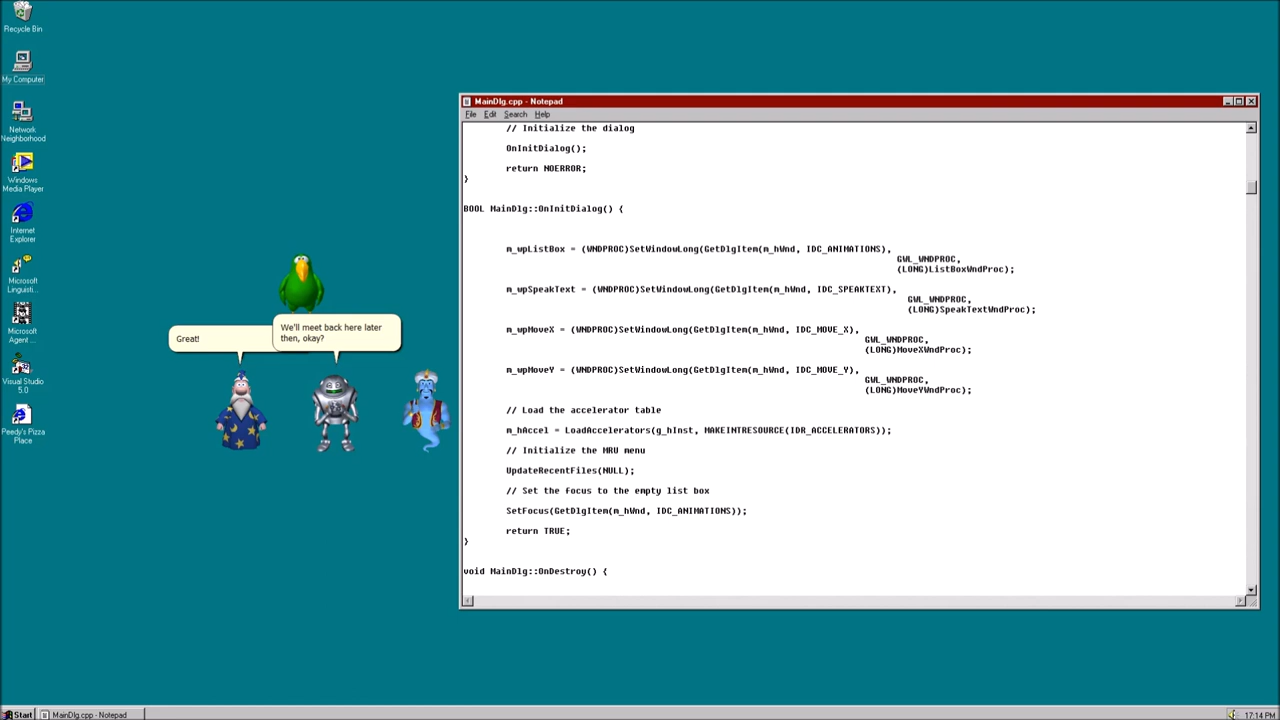 Recycle Bin
My Computer
Network
Neighborhood
Windows
Media Player
Internet
Explorer
Microsoft
Linguisti...
Microsoft
Agent ...
Visual Studio
5.0
Peedy's Pizza
Place
Great!
We'll meet back here later
then, okay?
MainDlg.cpp - Notepad
File Edit Search Help
// Initialize the dialog
OnInitDialog();
return NOERROR;
}
BOOL MainDlg::OnInitDialog() {
m_wpListBox = (WNDPROC)SetWindowLong(GetDlgItem(m_hWnd, IDC_ANIMATIONS),
GWL_WNDPROC,
(LONG)ListBoxWndProc);
m_wpSpeakText = (WNDPROC)SetWindowLong(GetDlgItem(m_hWnd, IDC_SPEAKTEXT),
GWL_WNDPROC,
(LONG)SpeakTextWndProc);
m_wpMoveX = (WNDPROC)SetWindowLong(GetDlgItem(m_hWnd, IDC_MOVE_X),
GWL_WNDPROC,
(LONG)MoveXWndProc);
m_wpMoveY = (WNDPROC)SetWindowLong(GetDlgItem(m_hWnd, IDC_MOVE_Y),
GWL_WNDPROC,
(LONG)MoveYWndProc);
// Load the accelerator table
m_hAccel = LoadAccelerators(g_hInst, MAKEINTRESOURCE(IDR_ACCELERATORS));
// Initialize the MRU menu
UpdateRecentFiles(NULL);
// Set the focus to the empty list box
SetFocus(GetDlgItem(m_hWnd, IDC_ANIMATIONS));
return TRUE;
}
void MainDlg::OnDestroy() {
Start MainDlg.cpp - Notepad 17:14 PM